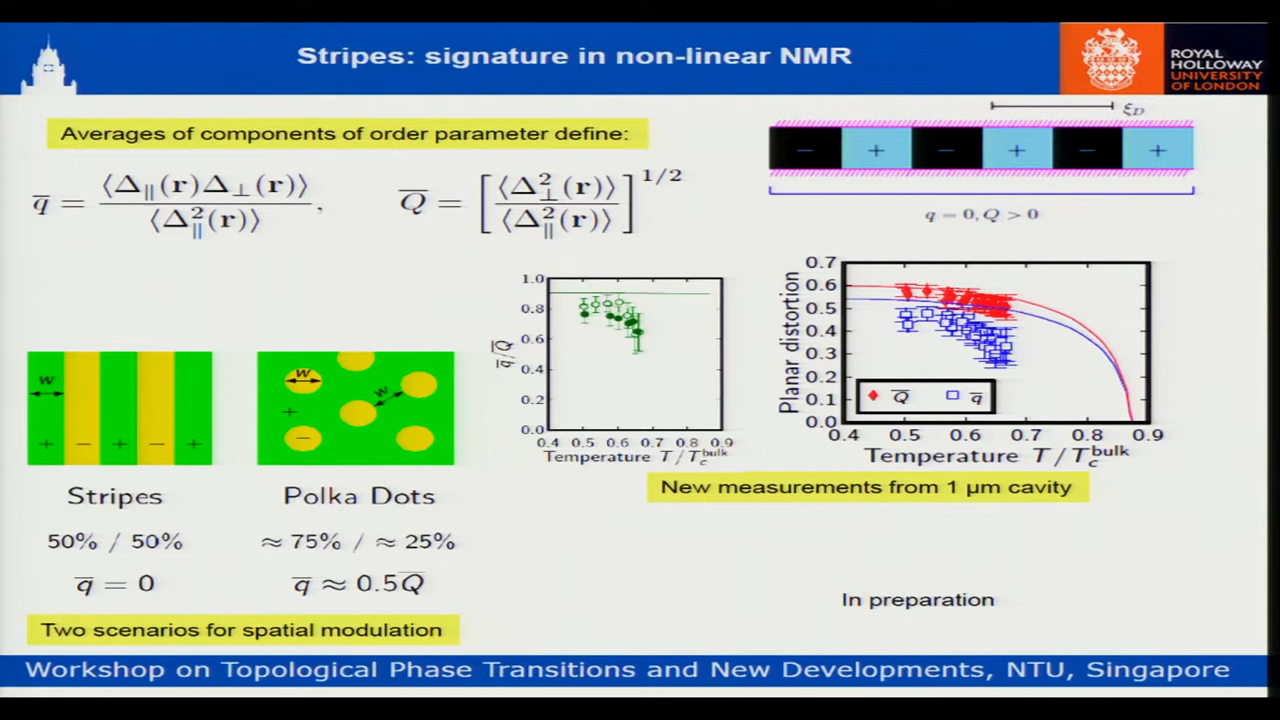 Stripes: signature in non-linear NMR
ROYAL
HOLLOWAY
UNIVERSITY
OF LONDON
Averages of components of order parameter define:
q̅ = ⟨Δ∥(r)Δ⊥(r)⟩ / ⟨Δ²∥(r)⟩,
Q̅ = [⟨Δ²⊥(r)⟩ / ⟨Δ²∥(r)⟩]^1/2
ξD
− + − + − +
q = 0, Q > 0
1.0
0.8
0.6
0.4
0.2
0.0
q̅/Q̅
0.4 0.5 0.6 0.7 0.8 0.9
Temperature T/Tc^bulk
0.7
0.6
0.5
0.4
0.3
0.2
0.1
0.0
Planar distortion
Q̅ q̅
0.4 0.5 0.6 0.7 0.8 0.9
Temperature T/Tc^bulk
New measurements from 1 μm cavity
w
+ − + − +
w
w
+
−
Stripes
Polka Dots
50% / 50%
≈ 75% / ≈ 25%
q̅ = 0
q̅ ≈ 0.5Q̅
In preparation
Two scenarios for spatial modulation
Workshop on Topological Phase Transitions and New Developments, NTU, Singapore